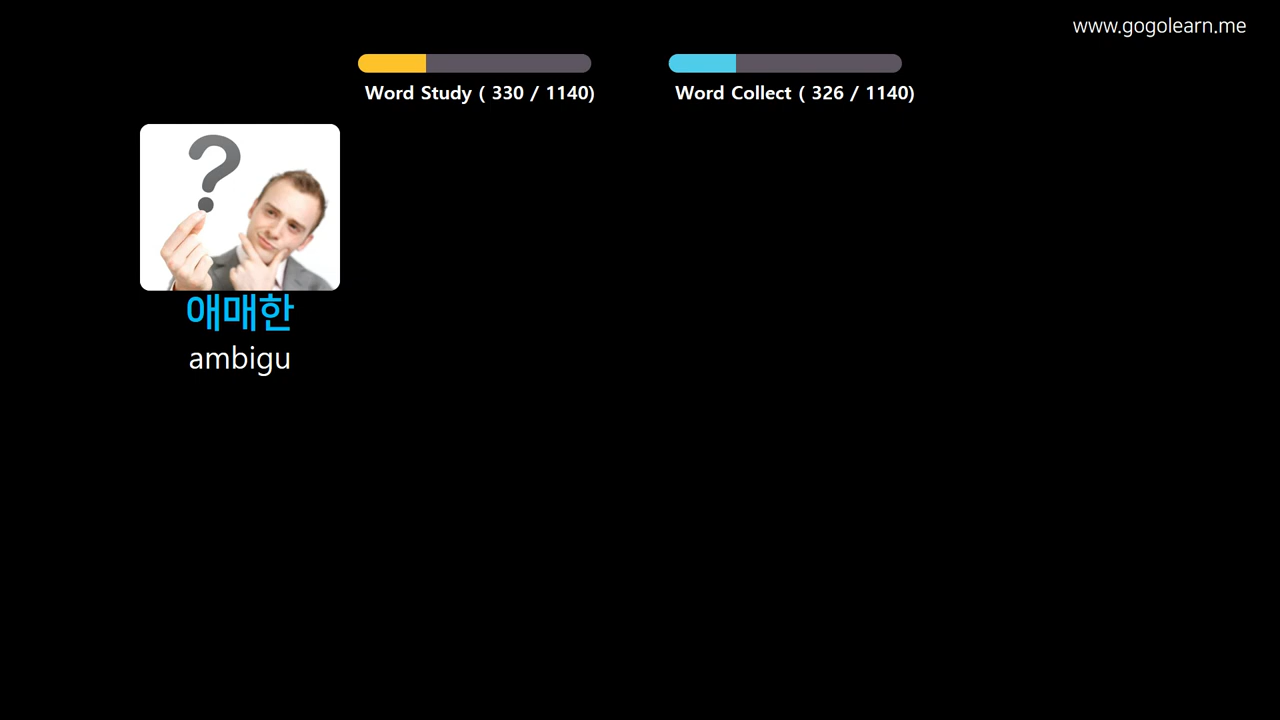 www.gogolearn.me
Word Study ( 330 / 1140)
Word Collect ( 326 / 1140)
?
애매한
ambigu